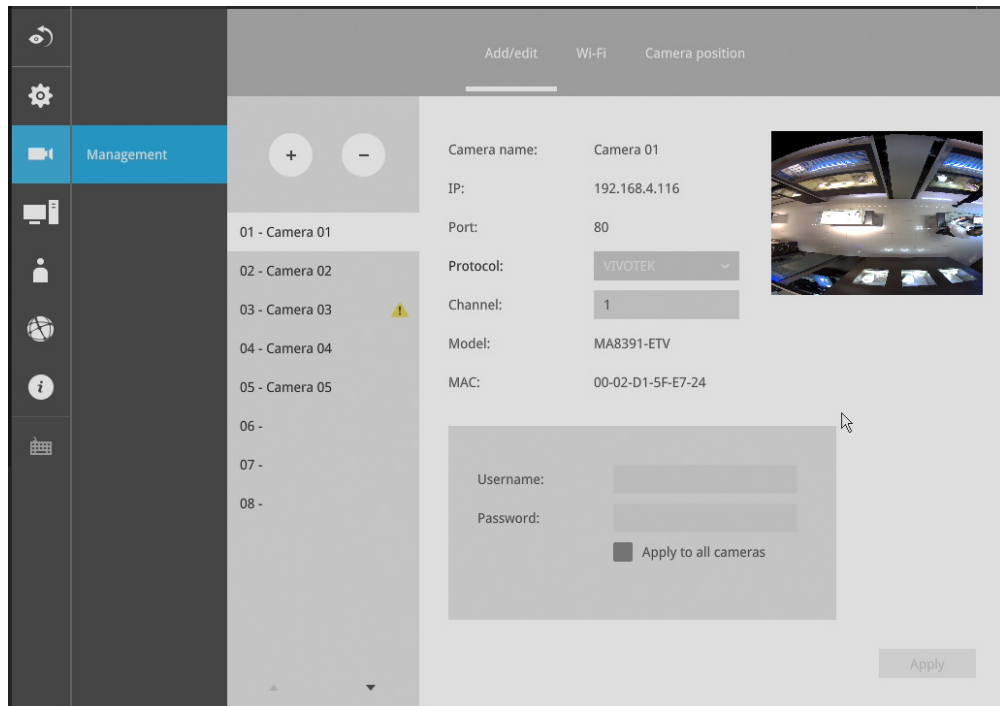 Add/edit Wi-Fi Camera position
Management
+ −
01 - Camera 01
02 - Camera 02
03 - Camera 03
04 - Camera 04
05 - Camera 05
06 -
07 -
08 -
Camera name: Camera 01
IP: 192.168.4.116
Port: 80
Protocol: VIVOTEK
Channel: 1
Model: MA8391-ETV
MAC: 00-02-D1-5F-E7-24
Username:
Password:
Apply to all cameras
Apply